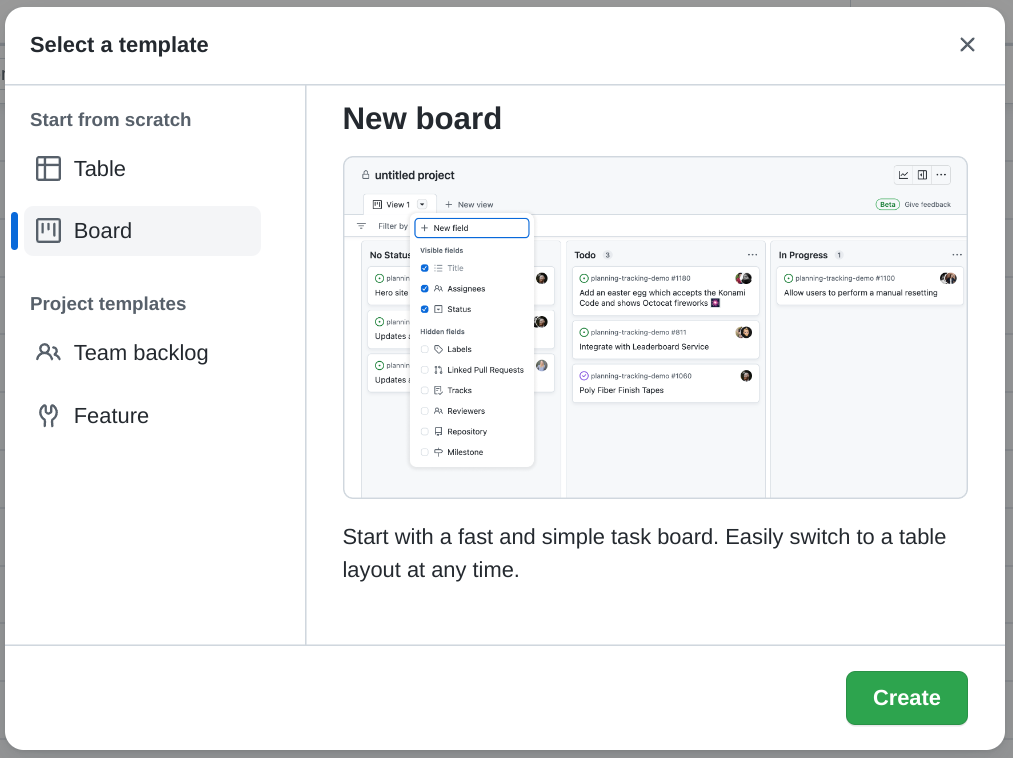 Select a template
Start from scratch
Table
Board
Project templates
Team backlog
Feature
New board
untitled project
View 1
New view
Beta Give feedback
Filter by
New field
Visible fields
Title
Assignees
Status
Hidden fields
Labels
Linked Pull Requests
Tracks
Reviewers
Repository
Milestone
No Status
Hero site
Updates
Updates
Todo 3
planning-tracking-demo #1180
Add an easter egg which accepts the Konami
Code and shows Octocat fireworks 🎆
planning-tracking-demo #811
Integrate with Leaderboard Service
planning-tracking-demo #1060
Poly Fiber Finish Tapes
In Progress 1
planning-tracking-demo #1100
Allow users to perform a manual resetting
Start with a fast and simple task board. Easily switch to a table
layout at any time.
Create